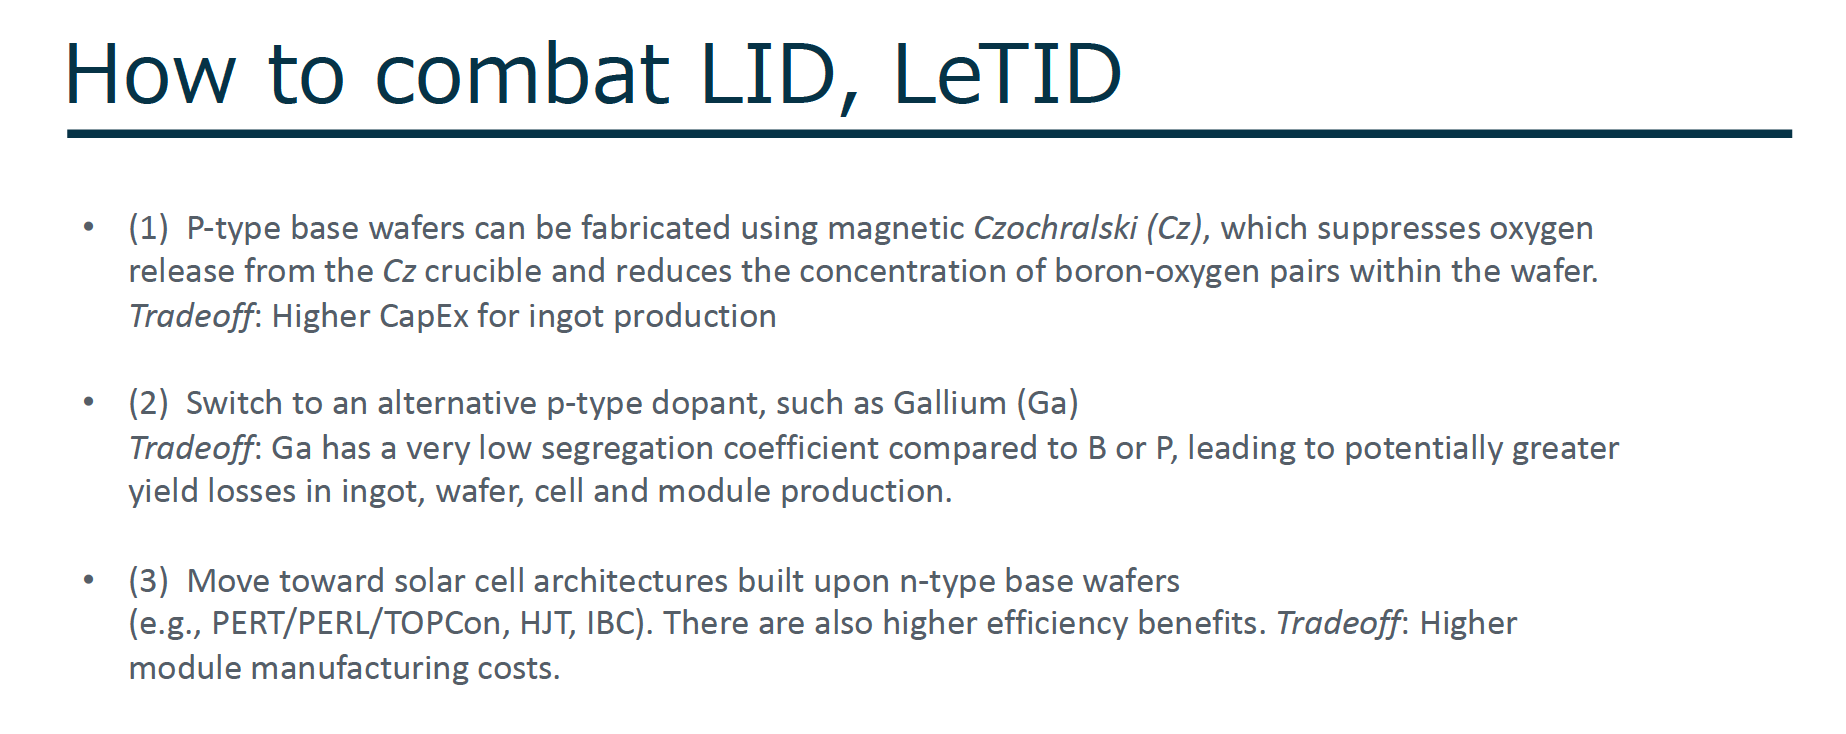 How to combat LID, LeTID
• (1) P-type base wafers can be fabricated using magnetic Czochralski (Cz), which suppresses oxygen
release from the Cz crucible and reduces the concentration of boron-oxygen pairs within the wafer.
Tradeoff: Higher CapEx for ingot production
• (2) Switch to an alternative p-type dopant, such as Gallium (Ga)
Tradeoff: Ga has a very low segregation coefficient compared to B or P, leading to potentially greater
yield losses in ingot, wafer, cell and module production.
• (3) Move toward solar cell architectures built upon n-type base wafers
(e.g., PERT/PERL/TOPCon, HJT, IBC). There are also higher efficiency benefits. Tradeoff: Higher
module manufacturing costs.